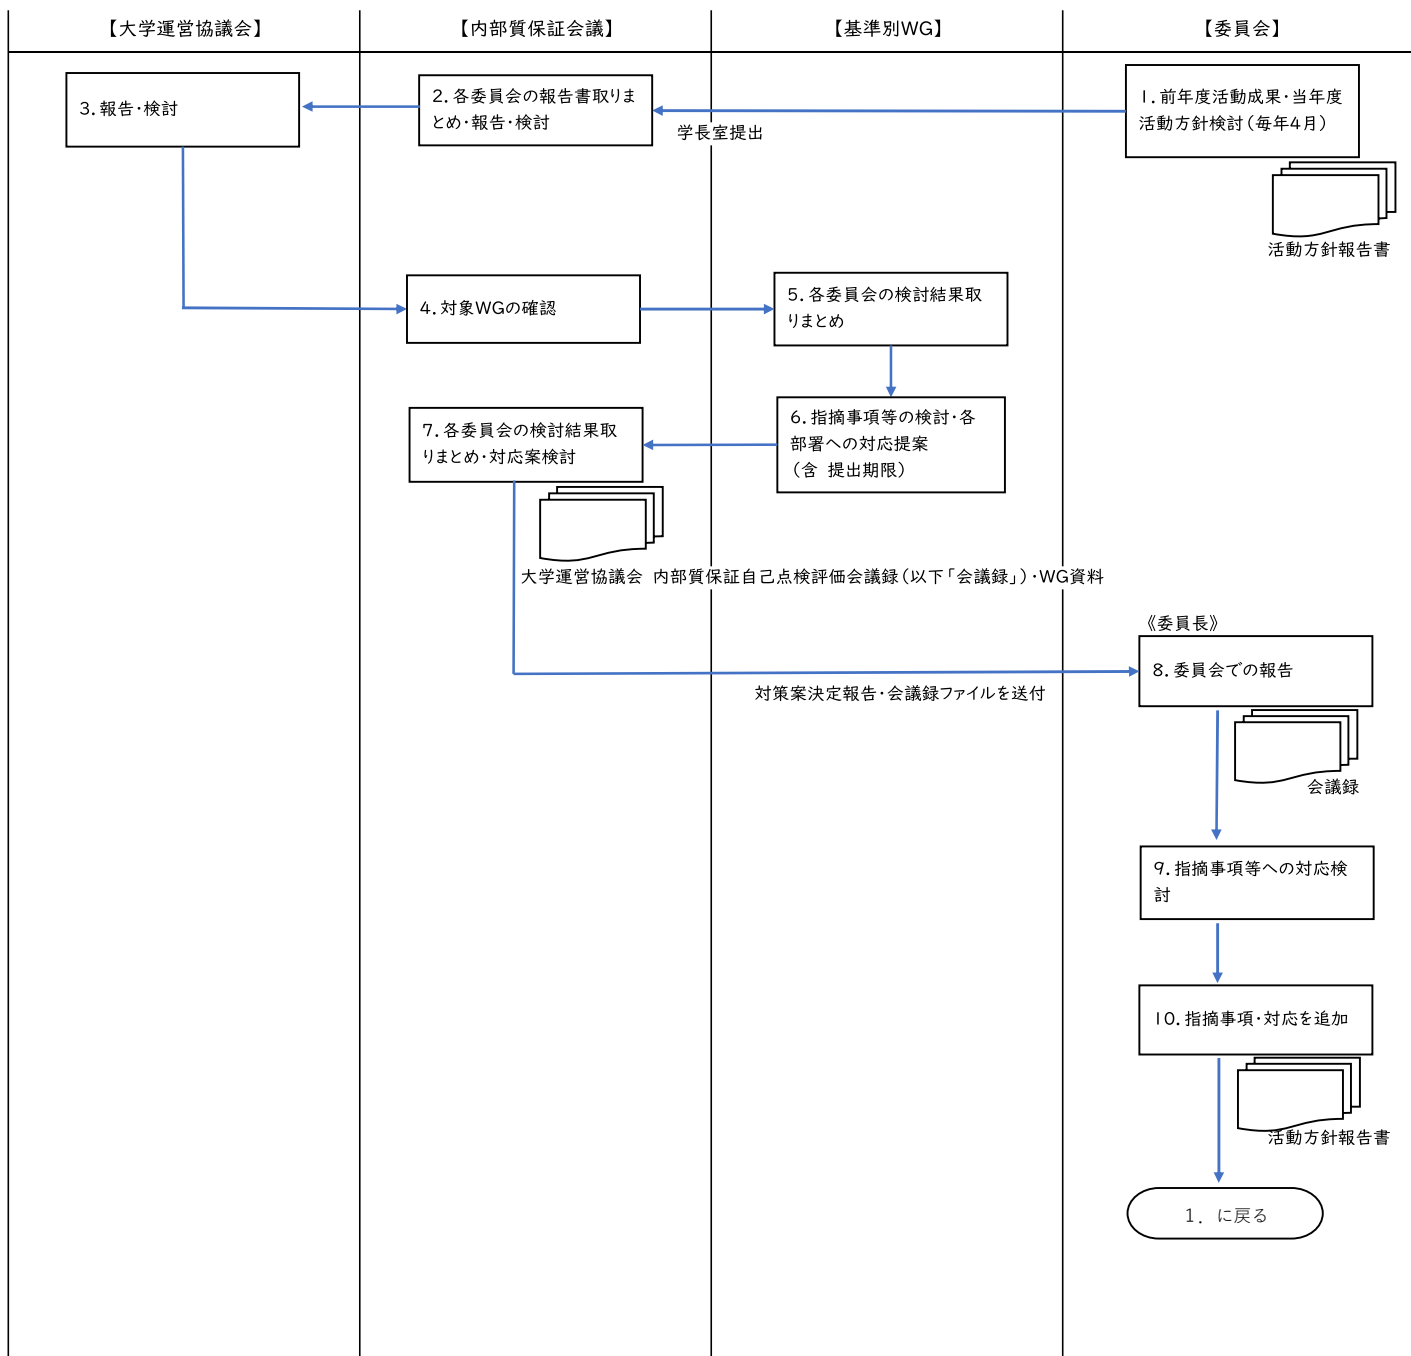 【大学運営協議会】
【内部質保証会議】
【基準別WG】
【委員会】
3.報告・検討
2.各委員会の報告書取りま
とめ・報告・検討
学長室提出
1.前年度活動成果・当年度
活動方針検討(毎年4月)
活動方針報告書
4.対象WGの確認
5.各委員会の検討結果取
りまとめ
7.各委員会の検討結果取
りまとめ・対応案検討
6.指摘事項等の検討・各
部署への対応提案
(含 提出期限)
大学運営協議会 内部質保証自己点検評価会議録(以下「会議録」)・WG資料
《委員長》
8.委員会での報告
対策案決定報告・会議録ファイルを送付
会議録
9.指摘事項等への対応検
討
10.指摘事項・対応を追加
活動方針報告書
1. に戻る